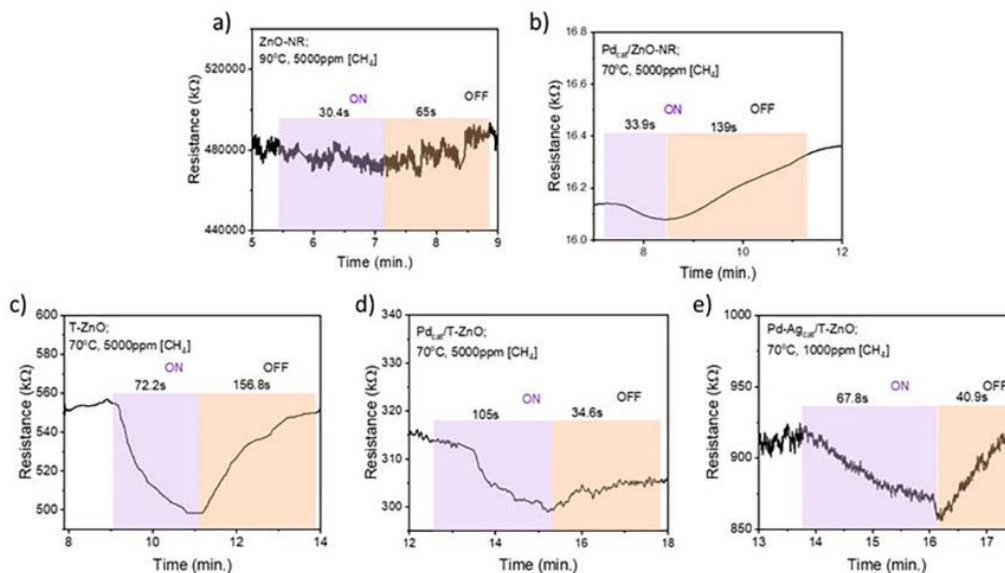 a)
ZnO-NR;
90°C, 5000ppm [CH₄]
ON
OFF
30.4s
65s
520000
480000
440000
Resistance (kΩ)
5
6
7
8
9
Time (min.)
b)
Pd_cat/ZnO-NR;
70°C, 5000ppm [CH₄]
ON
OFF
33.9s
139s
16.8
16.4
16.2
16.0
Resistance (kΩ)
8
10
12
Time (min.)
c)
T-ZnO;
70°C, 5000ppm [CH₄]
ON
OFF
72.2s
156.8s
600
580
560
540
520
500
Resistance (kΩ)
8
10
12
14
Time (min.)
d)
Pd_cat/T-ZnO;
70°C, 5000ppm [CH₄]
ON
OFF
105s
34.6s
340
330
320
310
300
Resistance (kΩ)
12
14
16
18
Time (min.)
e)
Pd-Ag_cat/T-ZnO;
70°C, 1000ppm [CH₄]
ON
OFF
67.8s
40.9s
1000
950
900
850
Resistance (kΩ)
13
14
15
16
17
Time (min.)